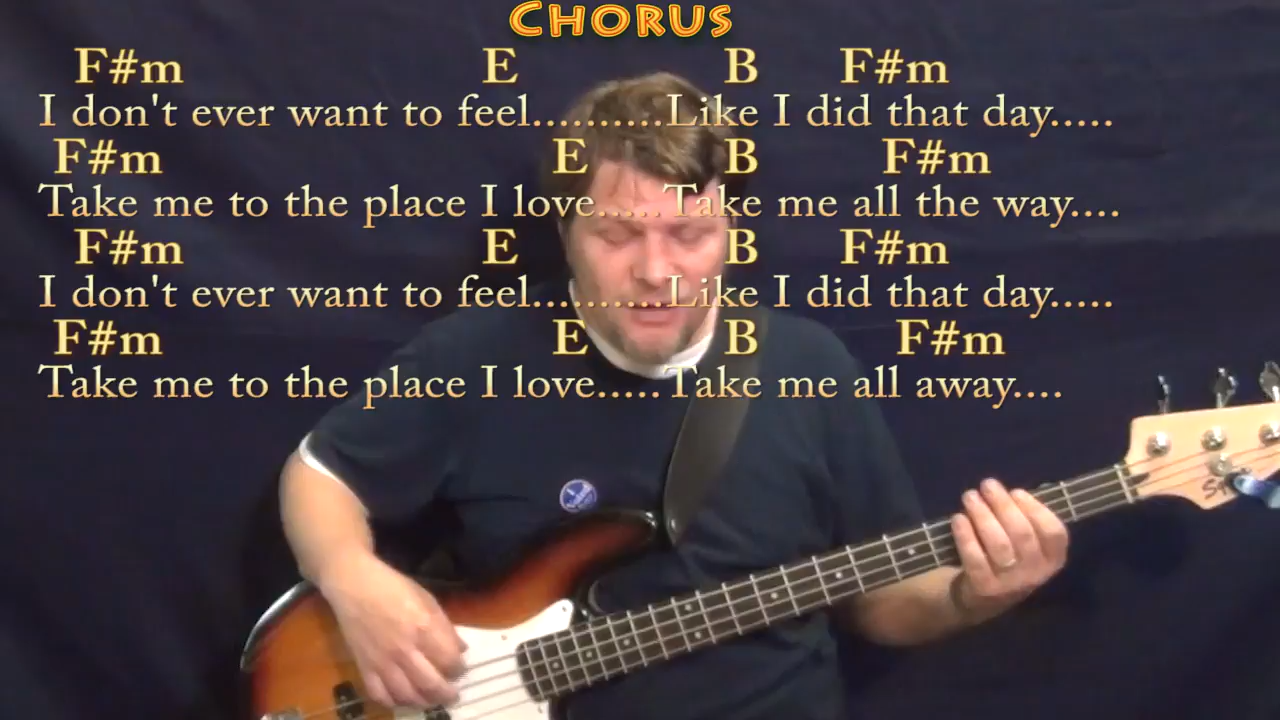 CHORUS
F#m E B F#m
I don't ever want to feel..........Like I did that day.....
F#m E B F#m
Take me to the place I love.....Take me all the way....
F#m E B F#m
I don't ever want to feel..........Like I did that day.....
F#m E B F#m
Take me to the place I love.....Take me all away....